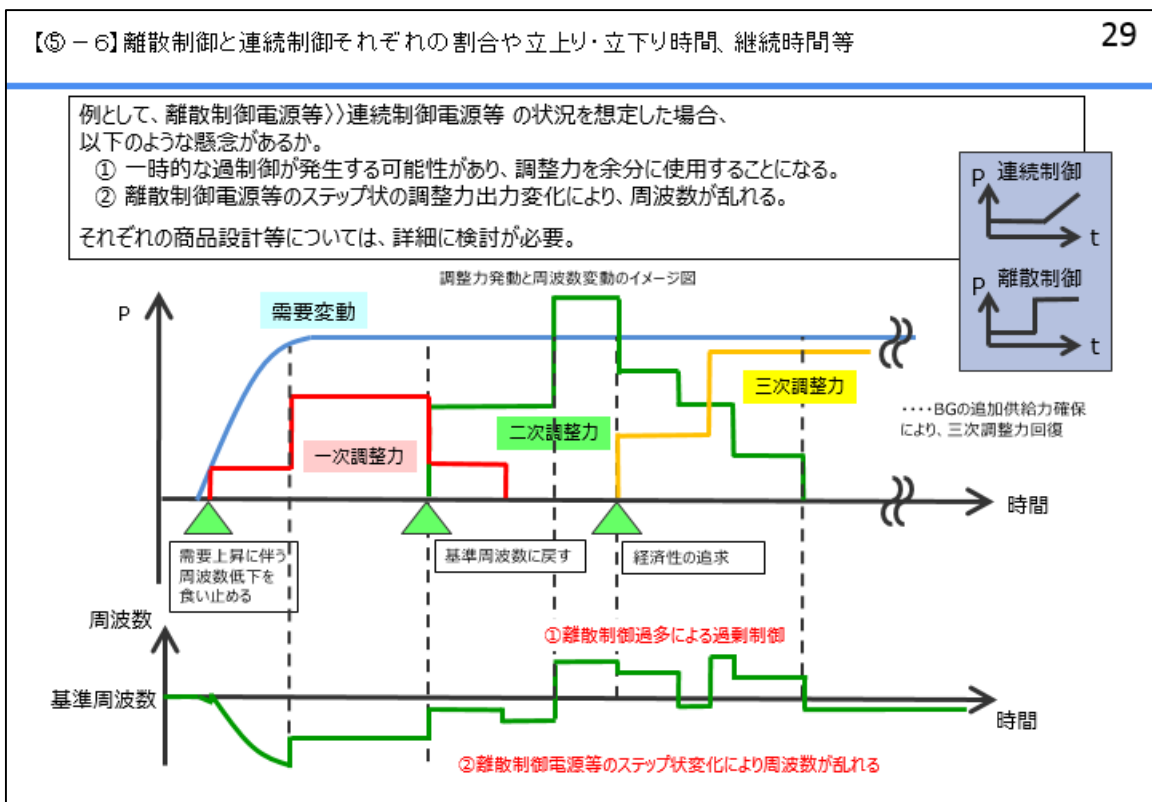 【⑤－6】離散制御と連続制御それぞれの割合や立上り・立下り時間、継続時間等
29
例として、離散制御電源等〉〉連続制御電源等 の状況を想定した場合、
以下のような懸念があるか。
① 一時的な過制御が発生する可能性があり、調整力を余分に使用することになる。
② 離散制御電源等のステップ状の調整力出力変化により、周波数が乱れる。
それぞれの商品設計等については、詳細に検討が必要。
P 連続制御
t
P 離散制御
t
調整力発動と周波数変動のイメージ図
P
需要変動
三次調整力
二次調整力
一次調整力
‥‥BGの追加供給力確保
により、三次調整力回復
時間
需要上昇に伴う
周波数低下を
食い止める
基準周波数に戻す
経済性の追求
周波数
①離散制御過多による過剰制御
基準周波数
時間
②離散制御電源等のステップ状変化により周波数が乱れる